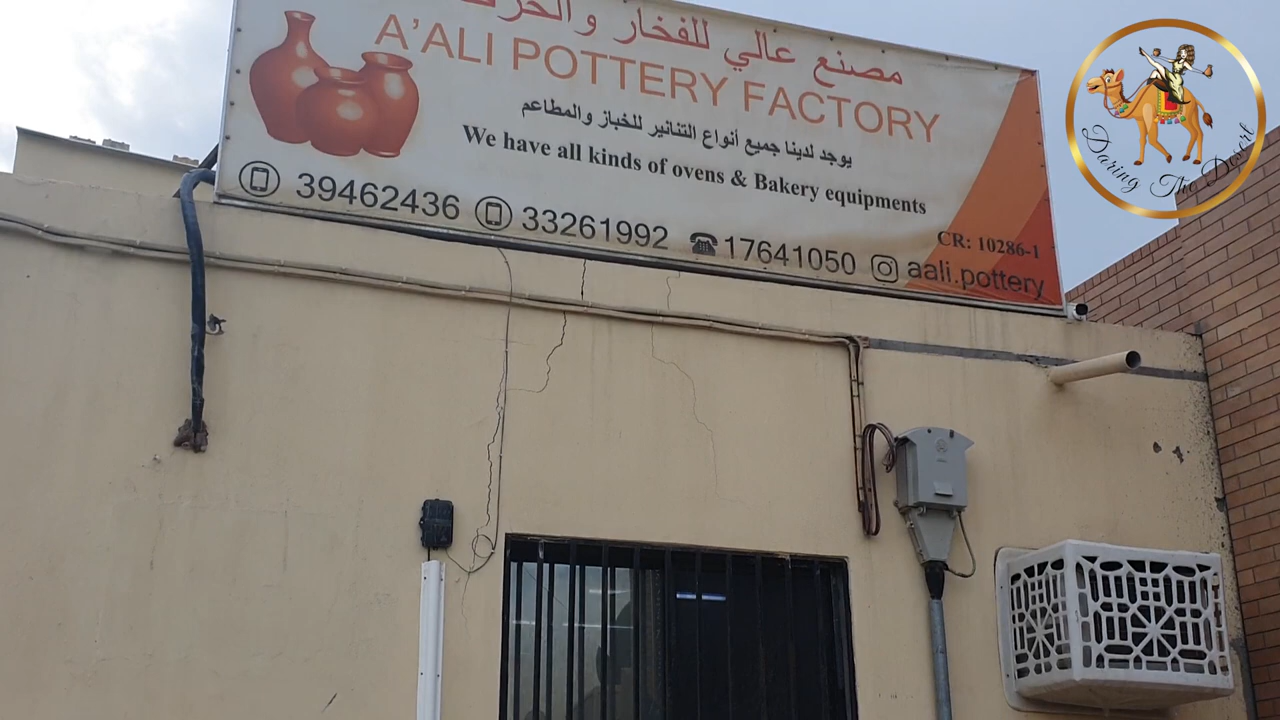 مصنع عالي للفخار
A'ALI POTTERY FACTORY
يوجد لدينا جميع أنواع التنانير للخباز والمطاعم
We have all kinds of ovens & Bakery equipments
39462436 33261992 17641050 aali.pottery
CR: 10286-1
Daring The Desert